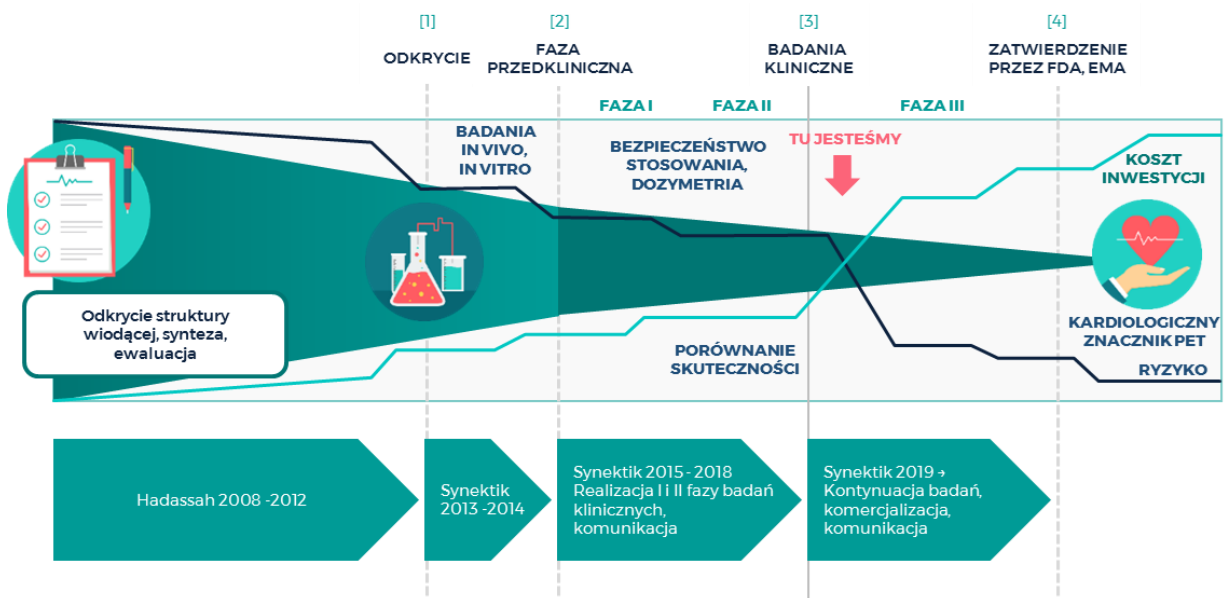 [1]
[2]
[3]
[4]
ODKRYCIE
FAZA
PRZEDKLINICZNA
BADANIA
KLINICZNE
ZATWIERDZENIE
PRZEZ FDA, EMA
FAZA I
FAZA II
FAZA III
BADANIA
IN VIVO,
IN VITRO
BEZPIECZEŃSTWO
STOSOWANIA,
DOZYMETRIA
TU JESTEŚMY
KOSZT
INWESTYCJI
Odkrycie struktury
wiodącej, synteza,
ewaluacja
PORÓWNANIE
SKUTECZNOŚCI
KARDIOLOGICZNY
ZNACZNIK PET
RYZYKO
Hadassah 2008 -2012
Synektik
2013 -2014
Synektik 2015 - 2018
Realizacja I i II fazy badań
klinicznych,
komunikacja
Synektik 2019 →
Kontynuacja badań,
komercjalizacja,
komunikacja